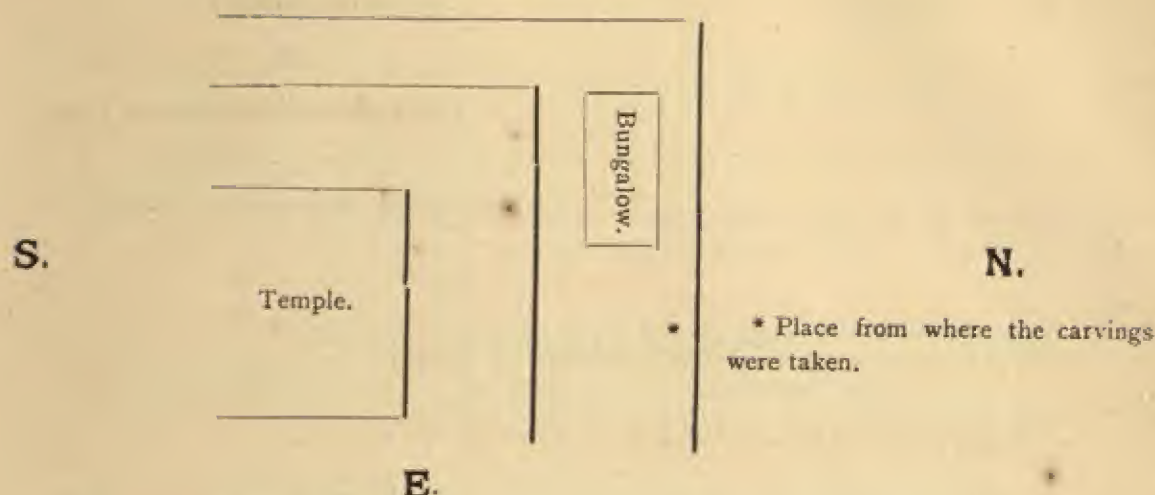 Bungalow.
S.
N.
Temple.
* Place from where the carvings
were taken.
E.